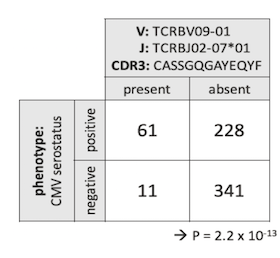 V: TCRBV09-01
J: TCRBJ02-07*01
CDR3: CASSGQGAYEQYF
present absent
phenotype:
CMV serostatus
positive 61 228
negative 11 341
→ P = 2.2 x 10-13